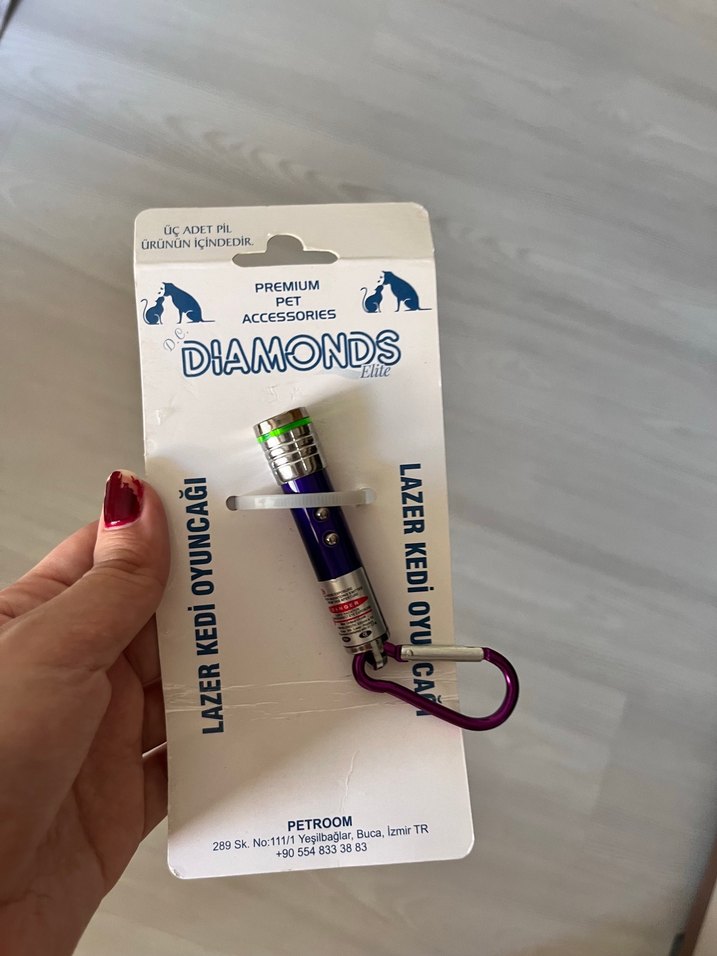 ÜÇ ADET PİL
ÜRÜNÜN İÇİNDEDİR.
PREMIUM
PET
ACCESSORIES
D.C.
DIAMONDS
Elite
LAZER KEDİ OYUNCAĞI
LAZER KEDİ OYUNCAĞI
DANGER
PETROOM
289 Sk. No:111/1 Yeşilbağlar, Buca, İzmir TR
+90 554 833 38 83